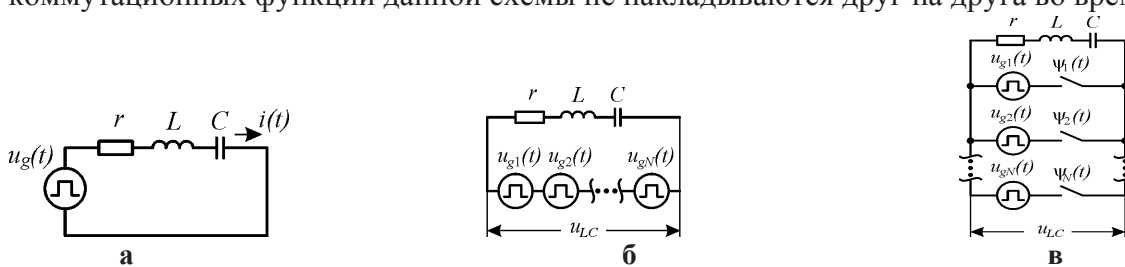 коммутационных функций данной схемы не накладываются друг на друга во врем
r L C
u_g1(t) ψ_1(t)
u_g2(t) ψ_2(t)
u_gN(t) ψ_N(t)
u_LC
r L C
u_g1(t) u_g2(t) u_gN(t)
u_LC
r L C i(t)
u_g(t)
а б в